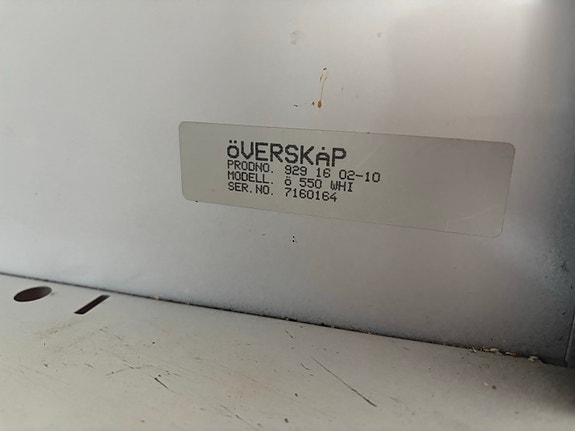 öVERSKÅP
PRODNO. 929 16 02-10
MODELL. ö 550 WHI
SER.NO. 7160164